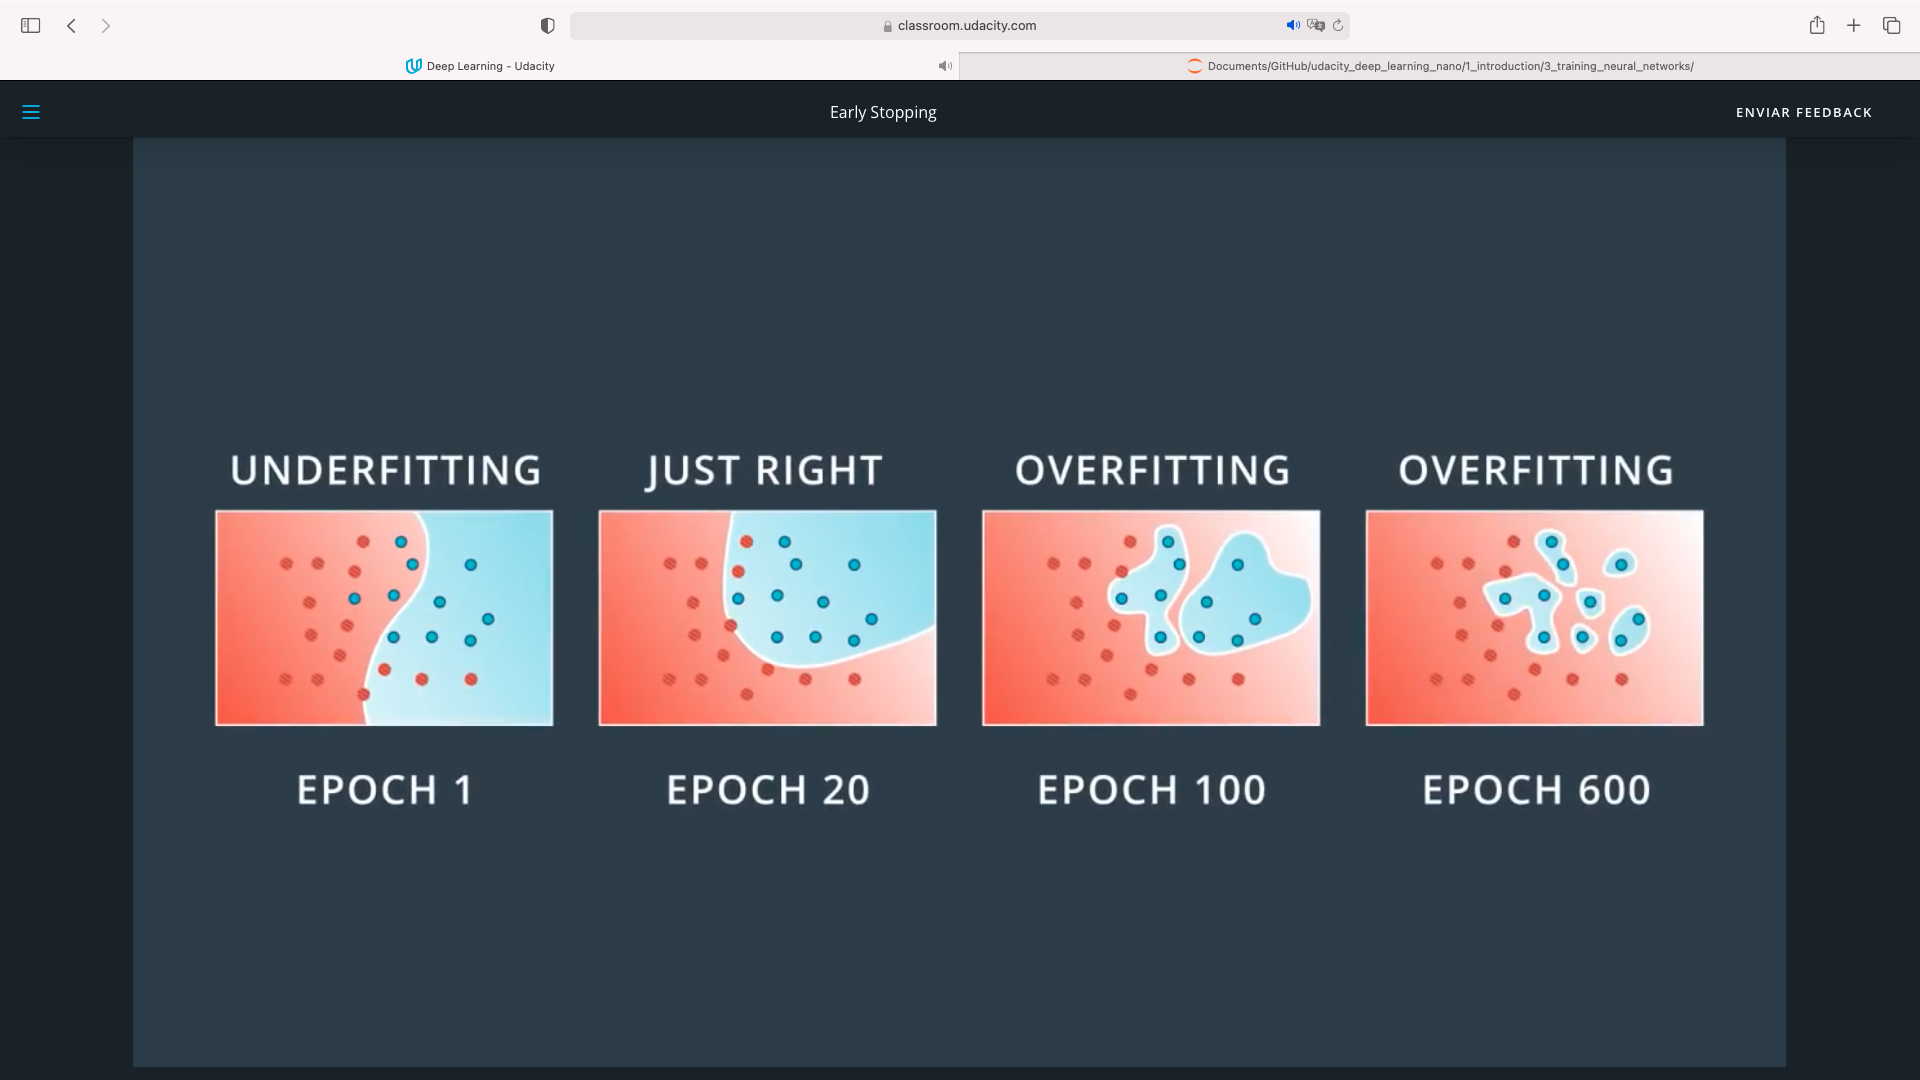 classroom.udacity.com
Deep Learning - Udacity
Documents/GitHub/udacity_deep_learning_nano/1_introduction/3_training_neural_networks/
Early Stopping
ENVIAR FEEDBACK
UNDERFITTING
JUST RIGHT
OVERFITTING
OVERFITTING
EPOCH 1
EPOCH 20
EPOCH 100
EPOCH 600